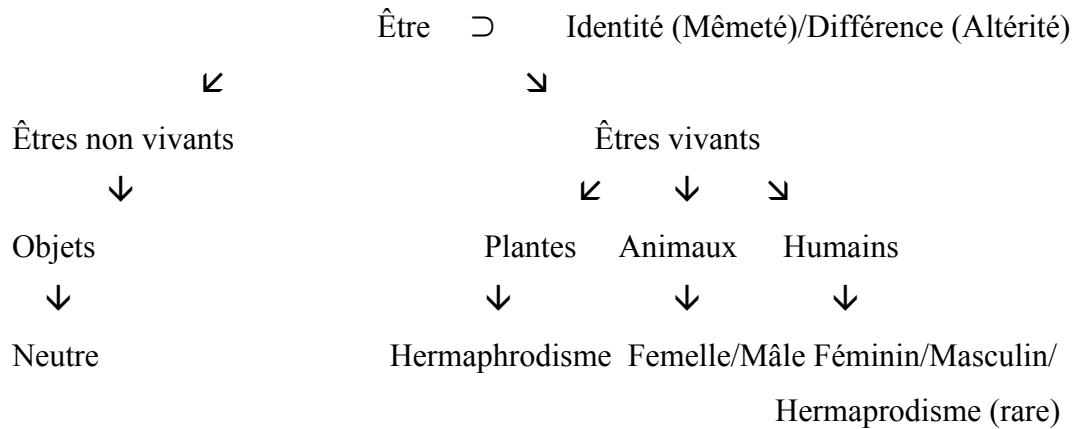 Être ⊃ Identité (Mêmeté)/Différence (Altérité)
🡿 🡾
Êtres non vivants Êtres vivants
🡻 🡿 🡻 🡾
Objets Plantes Animaux Humains
🡻 🡻 🡻 🡻
Neutre Hermaphrodisme Femelle/Mâle Féminin/Masculin/
Hermaprodisme (rare)